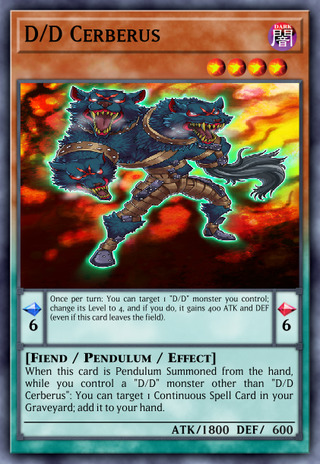 D/D Cerberus
DARK
闇
Once per turn: You can target 1 "D/D" monster you control;
change its Level to 4, and if you do, it gains 400 ATK and DEF
(even if this card leaves the field).
6
6
[Fiend / Pendulum / Effect]
When this card is Pendulum Summoned from the hand,
while you control a "D/D" monster other than "D/D
Cerberus": You can target 1 Continuous Spell Card in
your Graveyard; add it to your hand.
ATK/1800 DEF/ 600